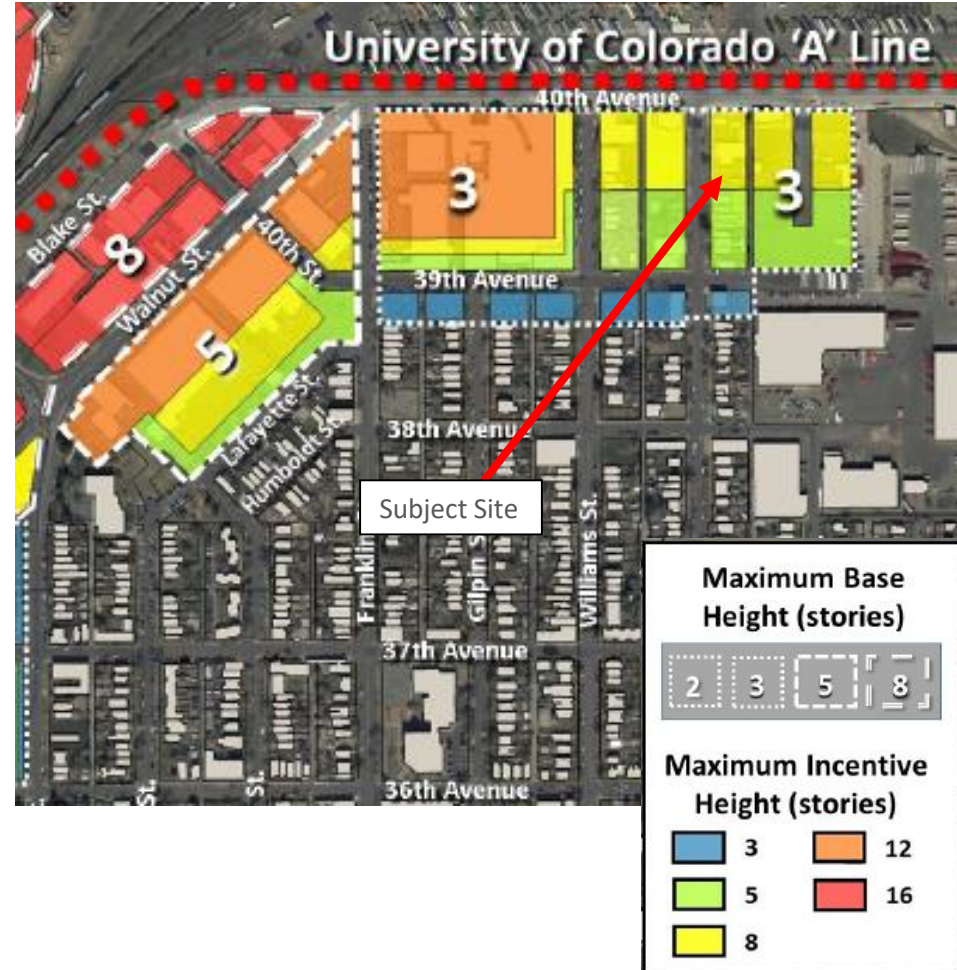 University of Colorado 'A' Line
40th Avenue
3
3
8
Blake St.
Walnut St.
40th St.
39th Avenue
5
Lafayette St.
Humboldt St.
38th Avenue
Subject Site
Franklin
Gilpin S
Williams St.
37th Avenue
36th Avenue
St.
St.
Maximum Base
Height (stories)
2 3 5 8
Maximum Incentive
Height (stories)
3 12
5 16
8